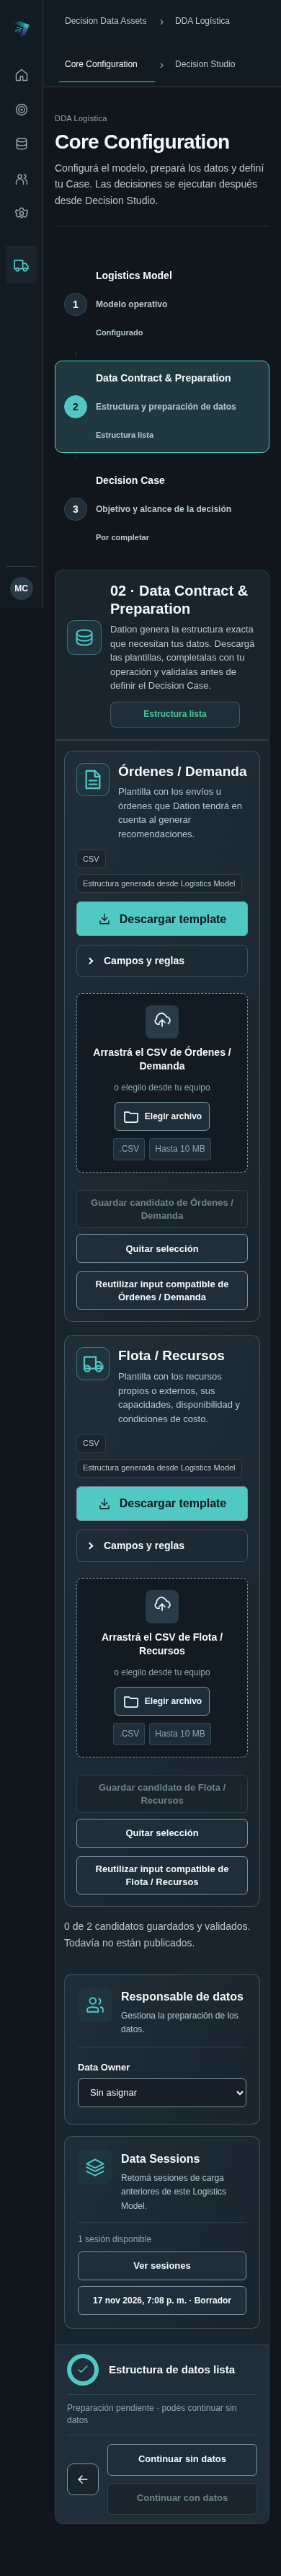 Decision Data Assets › DDA Logística
Core Configuration › Decision Studio
DDA Logística
Core Configuration
Configurá el modelo, prepará los datos y definí
tu Case. Las decisiones se ejecutan después
desde Decision Studio.
Logistics Model
1 Modelo operativo
Configurado
Data Contract & Preparation
2 Estructura y preparación de datos
Estructura lista
Decision Case
3 Objetivo y alcance de la decisión
Por completar
MC
02 · Data Contract &
Preparation
Dation genera la estructura exacta
que necesitan tus datos. Descargá
las plantillas, completalas con tu
operación y validalas antes de
definir el Decision Case.
Estructura lista
Órdenes / Demanda
Plantilla con los envíos u
órdenes que Dation tendrá en
cuenta al generar
recomendaciones.
CSV
Estructura generada desde Logistics Model
Descargar template
Campos y reglas
Arrastrá el CSV de Órdenes /
Demanda
o elegilo desde tu equipo
Elegir archivo
.CSV Hasta 10 MB
Guardar candidato de Órdenes /
Demanda
Quitar selección
Reutilizar input compatible de
Órdenes / Demanda
Flota / Recursos
Plantilla con los recursos
propios o externos, sus
capacidades, disponibilidad y
condiciones de costo.
CSV
Estructura generada desde Logistics Model
Descargar template
Campos y reglas
Arrastrá el CSV de Flota /
Recursos
o elegilo desde tu equipo
Elegir archivo
.CSV Hasta 10 MB
Guardar candidato de Flota /
Recursos
Quitar selección
Reutilizar input compatible de
Flota / Recursos
0 de 2 candidatos guardados y validados.
Todavía no están publicados.
Responsable de datos
Gestiona la preparación de los
datos.
Data Owner
Sin asignar
Data Sessions
Retomá sesiones de carga
anteriores de este Logistics
Model.
1 sesión disponible
Ver sesiones
17 nov 2026, 7:08 p. m. · Borrador
Estructura de datos lista
Preparación pendiente · podés continuar sin
datos
Continuar sin datos
Continuar con datos